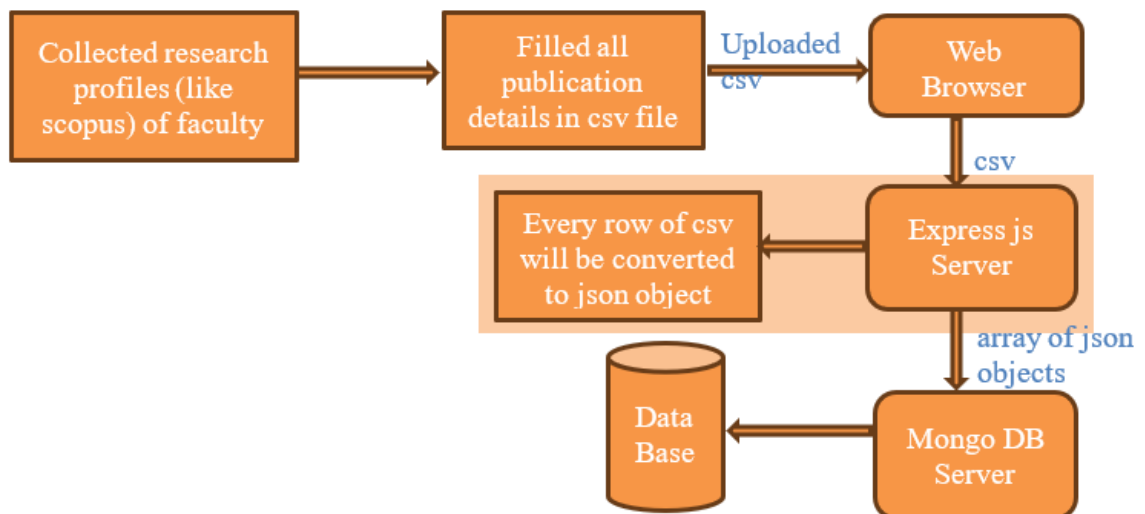 Collected research
profiles (like
scopus) of faculty
Filled all
publication
details in csv file
Uploaded
csv
Web
Browser
csv
Every row of csv
will be converted
to json object
Express js
Server
array of json
objects
Data
Base
Mongo DB
Server